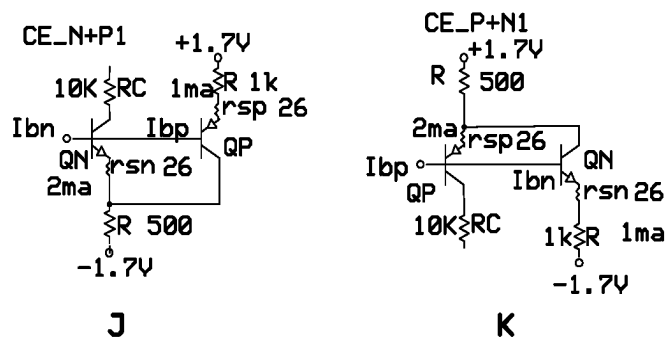 CE_N+P1
+1.7V
10K RC
R 1k
1ma
rsp 26
Ibn
Ibp
QN
rsn 26
QP
2ma
R 500
-1.7V
J
CE_P+N1
+1.7V
R 500
2ma
rsp 26
Ibp
QP
Ibn
QN
rsn 26
10K RC
1k R 1ma
-1.7V
K